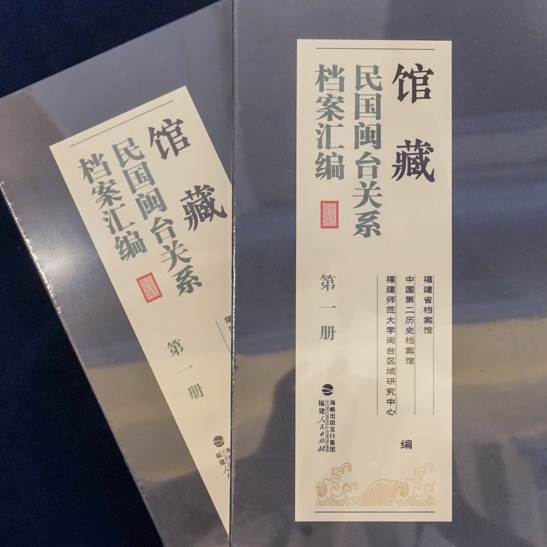 馆藏
民国闽台关系
档案汇编
第一册
福建省档案馆
中国第二历史档案馆
福建师范大学闽台区域研究中心
编
海峡出版发行集团
福建人民出版社
馆藏
民国闽台关系
档案汇编
第一册